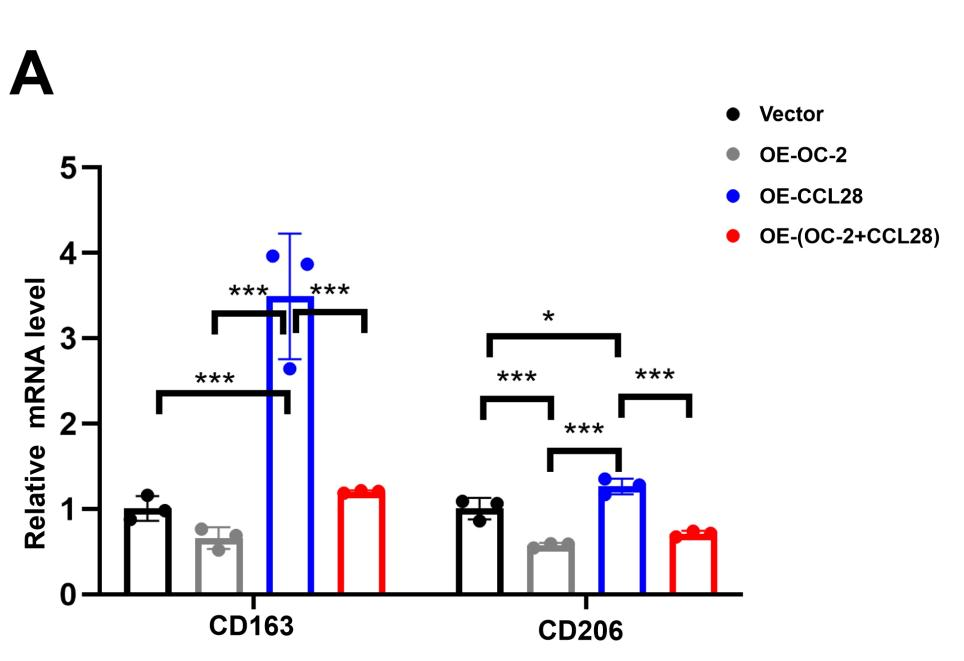 A
Vector
OE-OC-2
OE-CCL28
OE-(OC-2+CCL28)
Relative mRNA level
5
4
3
2
1
0
*** ***
***
*
*** ***
***
CD163 CD206